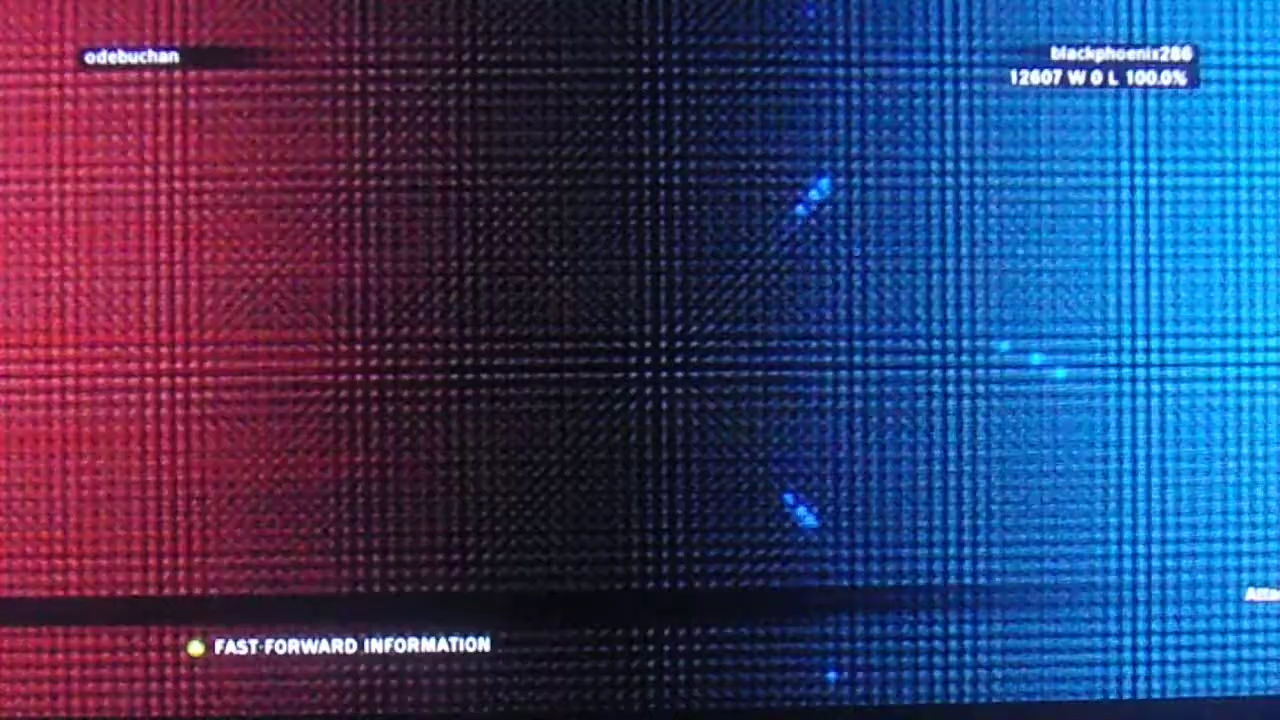 odebuchan
blackphoenix286
12607 W 0 L 100.0%
FAST-FORWARD INFORMATION